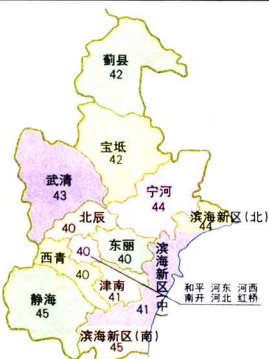 蓟县
42
宝坻
42
武清
43
宁河
44
北辰
40
滨海新区(北)
44
东丽
40
40
西青
40
滨海新区(中)
41
和平 河东 河西
南开 河北 红桥
津南
41
静海
45
滨海新区(南)
45